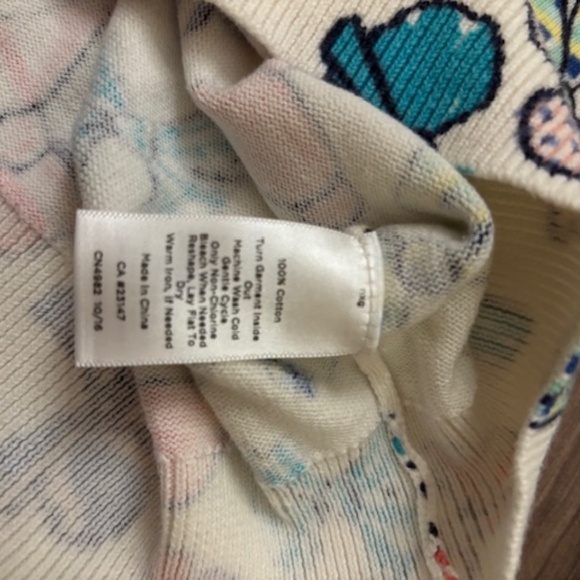 100% Cotton
Turn Garment Inside
Out
Machine Wash Cold
Gentle Cycle
Only Non-Chlorine
Bleach When Needed
Reshape, Lay Flat To
Dry
Warm Iron, If Needed
Made In China
CA #23147
CN4982 10/16